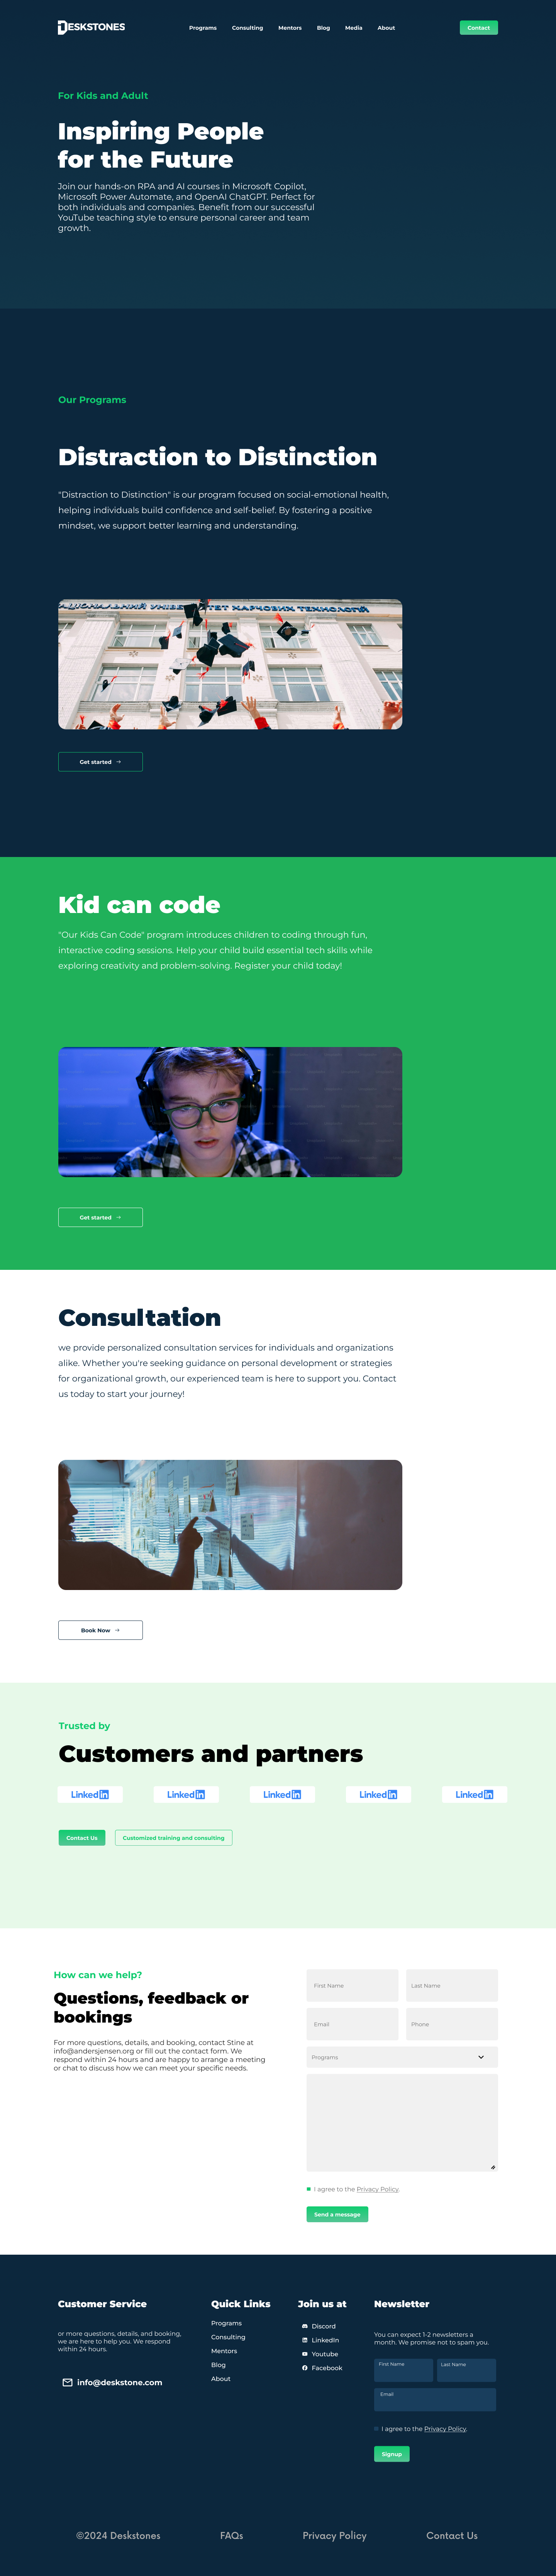 DESKSTONES
Programs Consulting Mentors Blog Media About
Contact
For Kids and Adult
Inspiring People
for the Future
Join our hands-on RPA and AI courses in Microsoft Copilot,
Microsoft Power Automate, and OpenAI ChatGPT. Perfect for
both individuals and companies. Benefit from our successful
YouTube teaching style to ensure personal career and team
growth.
Our Programs
Distraction to Distinction
"Distraction to Distinction" is our program focused on social-emotional health,
helping individuals build confidence and self-belief. By fostering a positive
mindset, we support better learning and understanding.
Get started →
Kid can code
"Our Kids Can Code" program introduces children to coding through fun,
interactive coding sessions. Help your child build essential tech skills while
exploring creativity and problem-solving. Register your child today!
Get started →
Consultation
we provide personalized consultation services for individuals and organizations
alike. Whether you're seeking guidance on personal development or strategies
for organizational growth, our experienced team is here to support you. Contact
us today to start your journey!
Book Now →
Trusted by
Customers and partners
Linked in Linked in Linked in Linked in Linked in
Contact Us
Customized training and consulting
How can we help?
Questions, feedback or
bookings
For more questions, details, and booking, contact Stine at
info@andersjensen.org or fill out the contact form. We
respond within 24 hours and are happy to arrange a meeting
or chat to discuss how we can meet your specific needs.
First Name
Last Name
Email
Phone
Programs
I agree to the Privacy Policy.
Send a message
Customer Service
or more questions, details, and booking,
we are here to help you. We respond
within 24 hours.
info@deskstone.com
Quick Links
Programs
Consulting
Mentors
Blog
About
Join us at
Discord
LinkedIn
Youtube
Facebook
Newsletter
You can expect 1-2 newsletters a
month. We promise not to spam you.
First Name
Last Name
Email
I agree to the Privacy Policy.
Signup
©2024 Deskstones FAQs Privacy Policy Contact Us